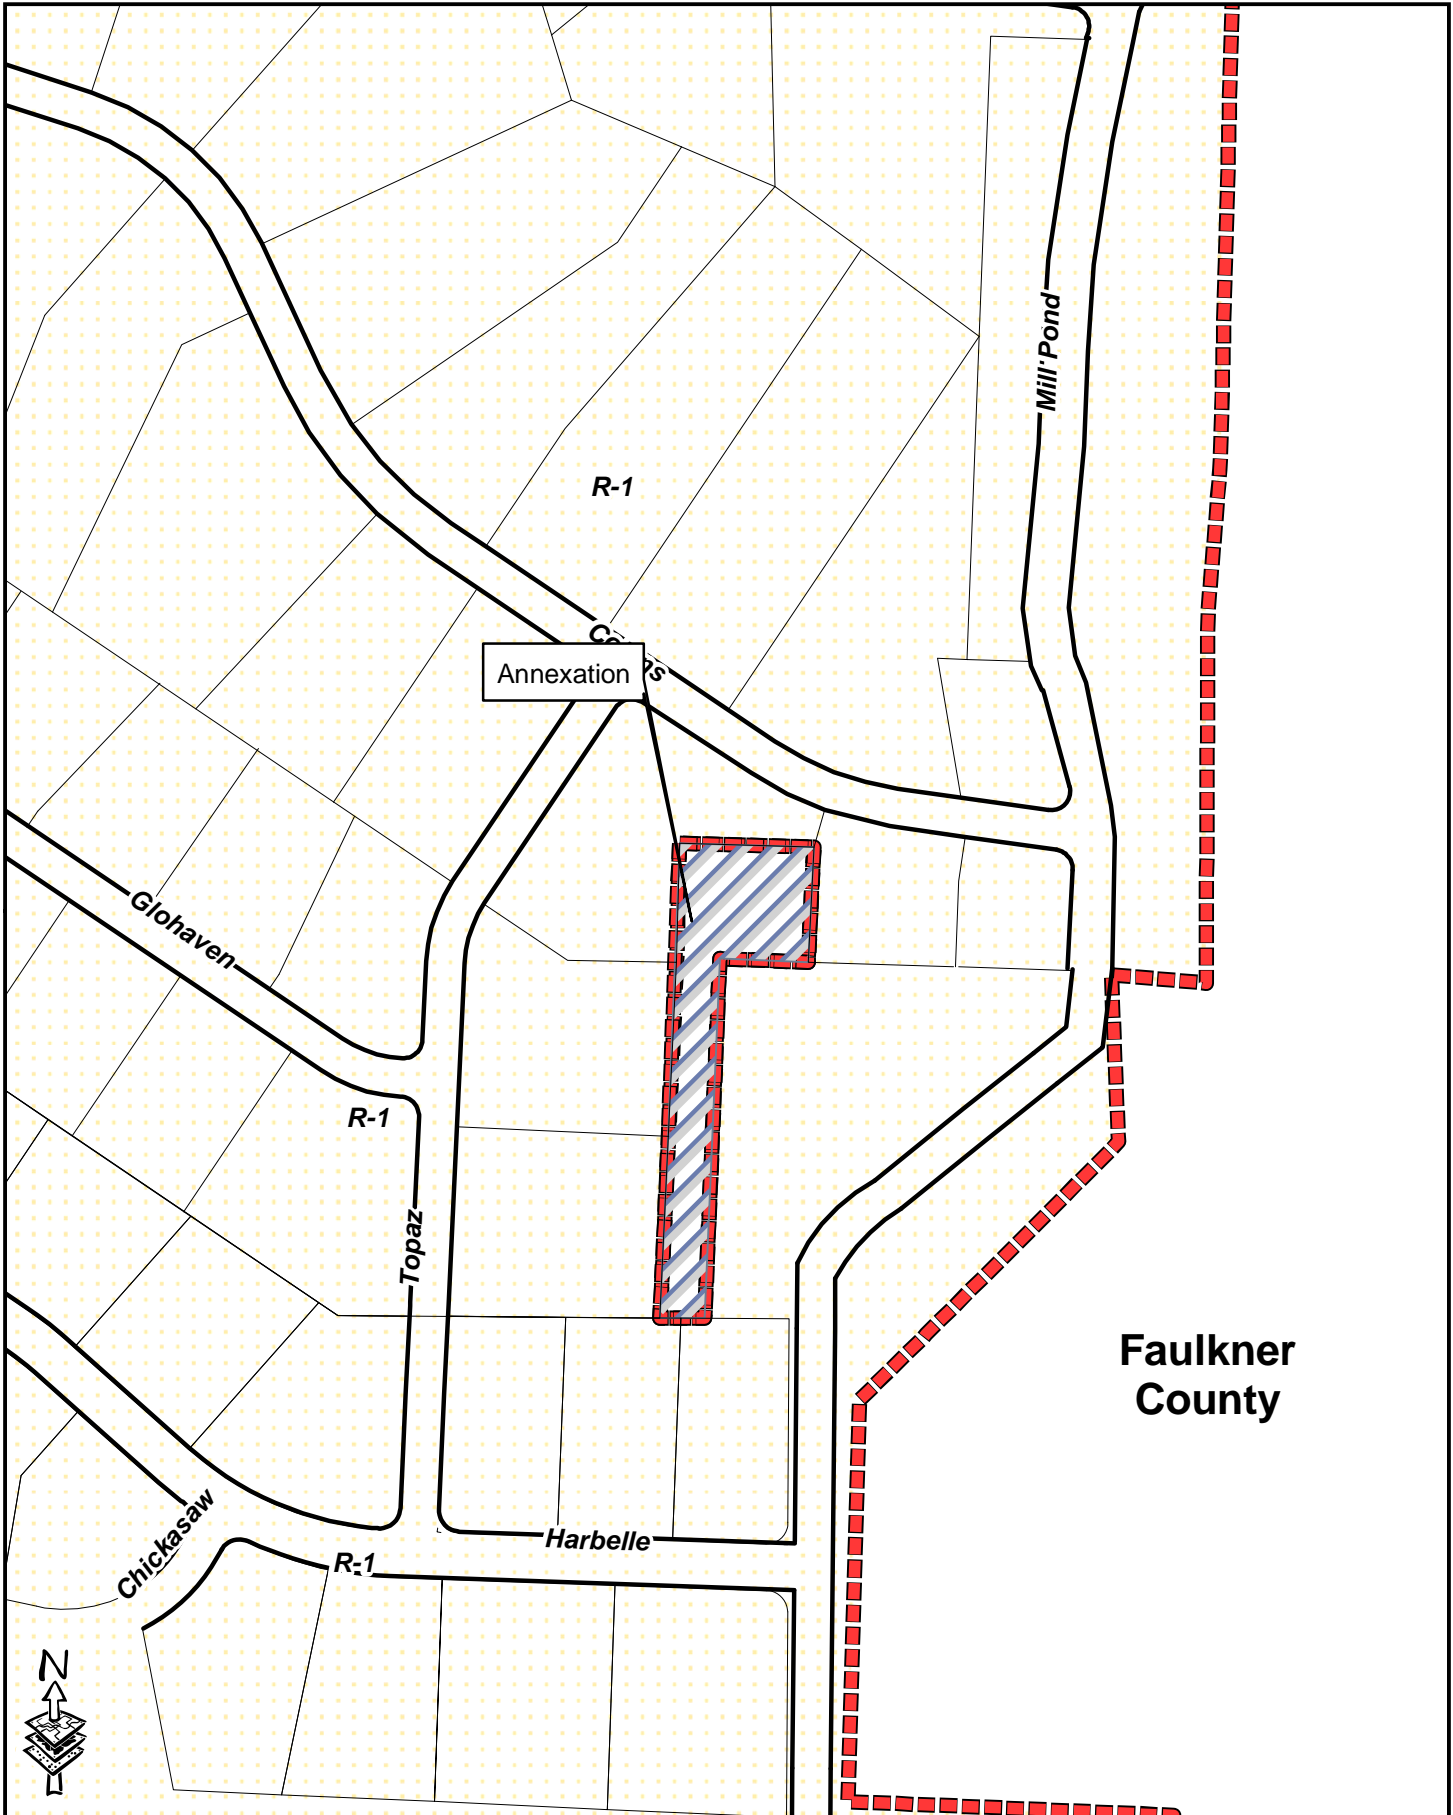 Mill Pond
R-1
Annexation
Glohaven
R-1
Topaz
Faulkner
County
Chickasaw
Harbelle
R-1
N